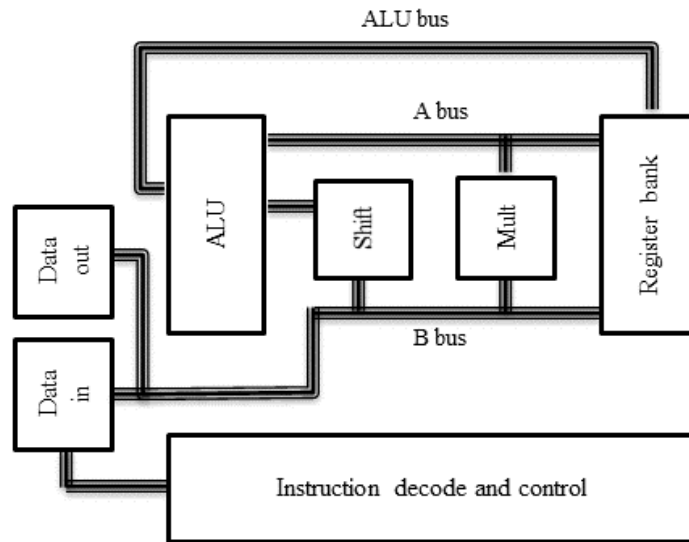 ALU bus
A bus
ALU
Shift
Mult
Register bank
Data
out
B bus
Data
in
Instruction decode and control